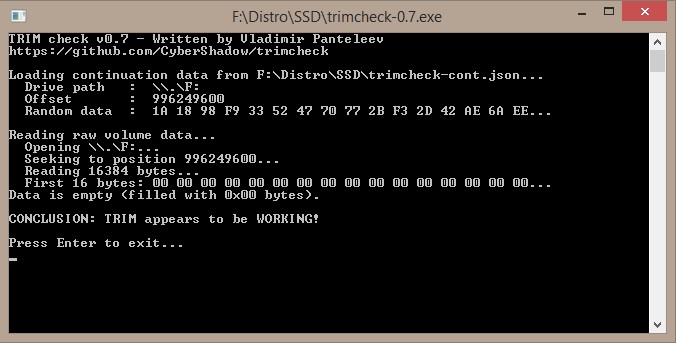 F:\Distro\SSD\trimcheck-0.7.exe
TRIM check v0.7 - Written by Vladimir Panteleev
https://github.com/CyberShadow/trimcheck
Loading continuation data from F:\Distro\SSD\trimcheck-cont.json...
Drive path : \\.\F:
Offset : 996249600
Random data : 1A 18 98 F9 33 52 47 70 77 2B F3 2D 42 AE 6A EE...
Reading raw volume data...
Opening \\.\F:...
Seeking to position 996249600...
Reading 16384 bytes...
First 16 bytes: 00 00 00 00 00 00 00 00 00 00 00 00 00 00 00 00...
Data is empty (filled with 0x00 bytes).
CONCLUSION: TRIM appears to be WORKING!
Press Enter to exit...